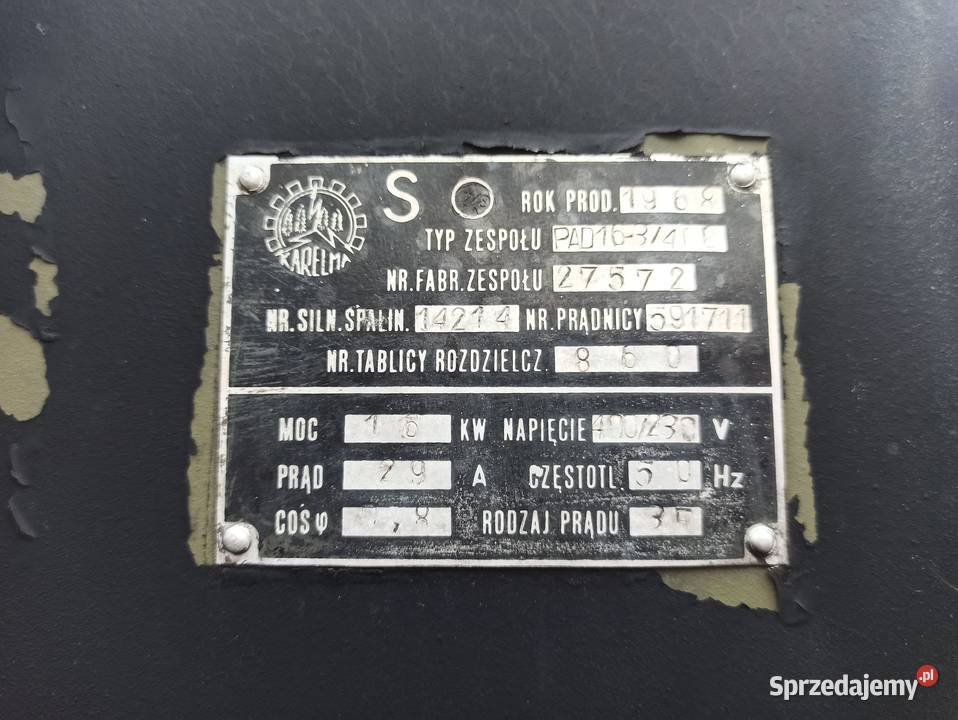 KARELMA
S
ROK PROD. 1968
TYP ZESPOŁU
NR. FABR. ZESPOŁU 27572
NR. SILN. SPALIN. 14214 NR. PRĄDNICY 591711
NR. TABLICY ROZDZIELCZ. 860
MOC 16 KW NAPIĘCIE 400/230 V
PRĄD 29 A CZĘSTOTL. 50 Hz
COS φ 0,8 RODZAJ PRĄDU
Sprzedajemy.pl